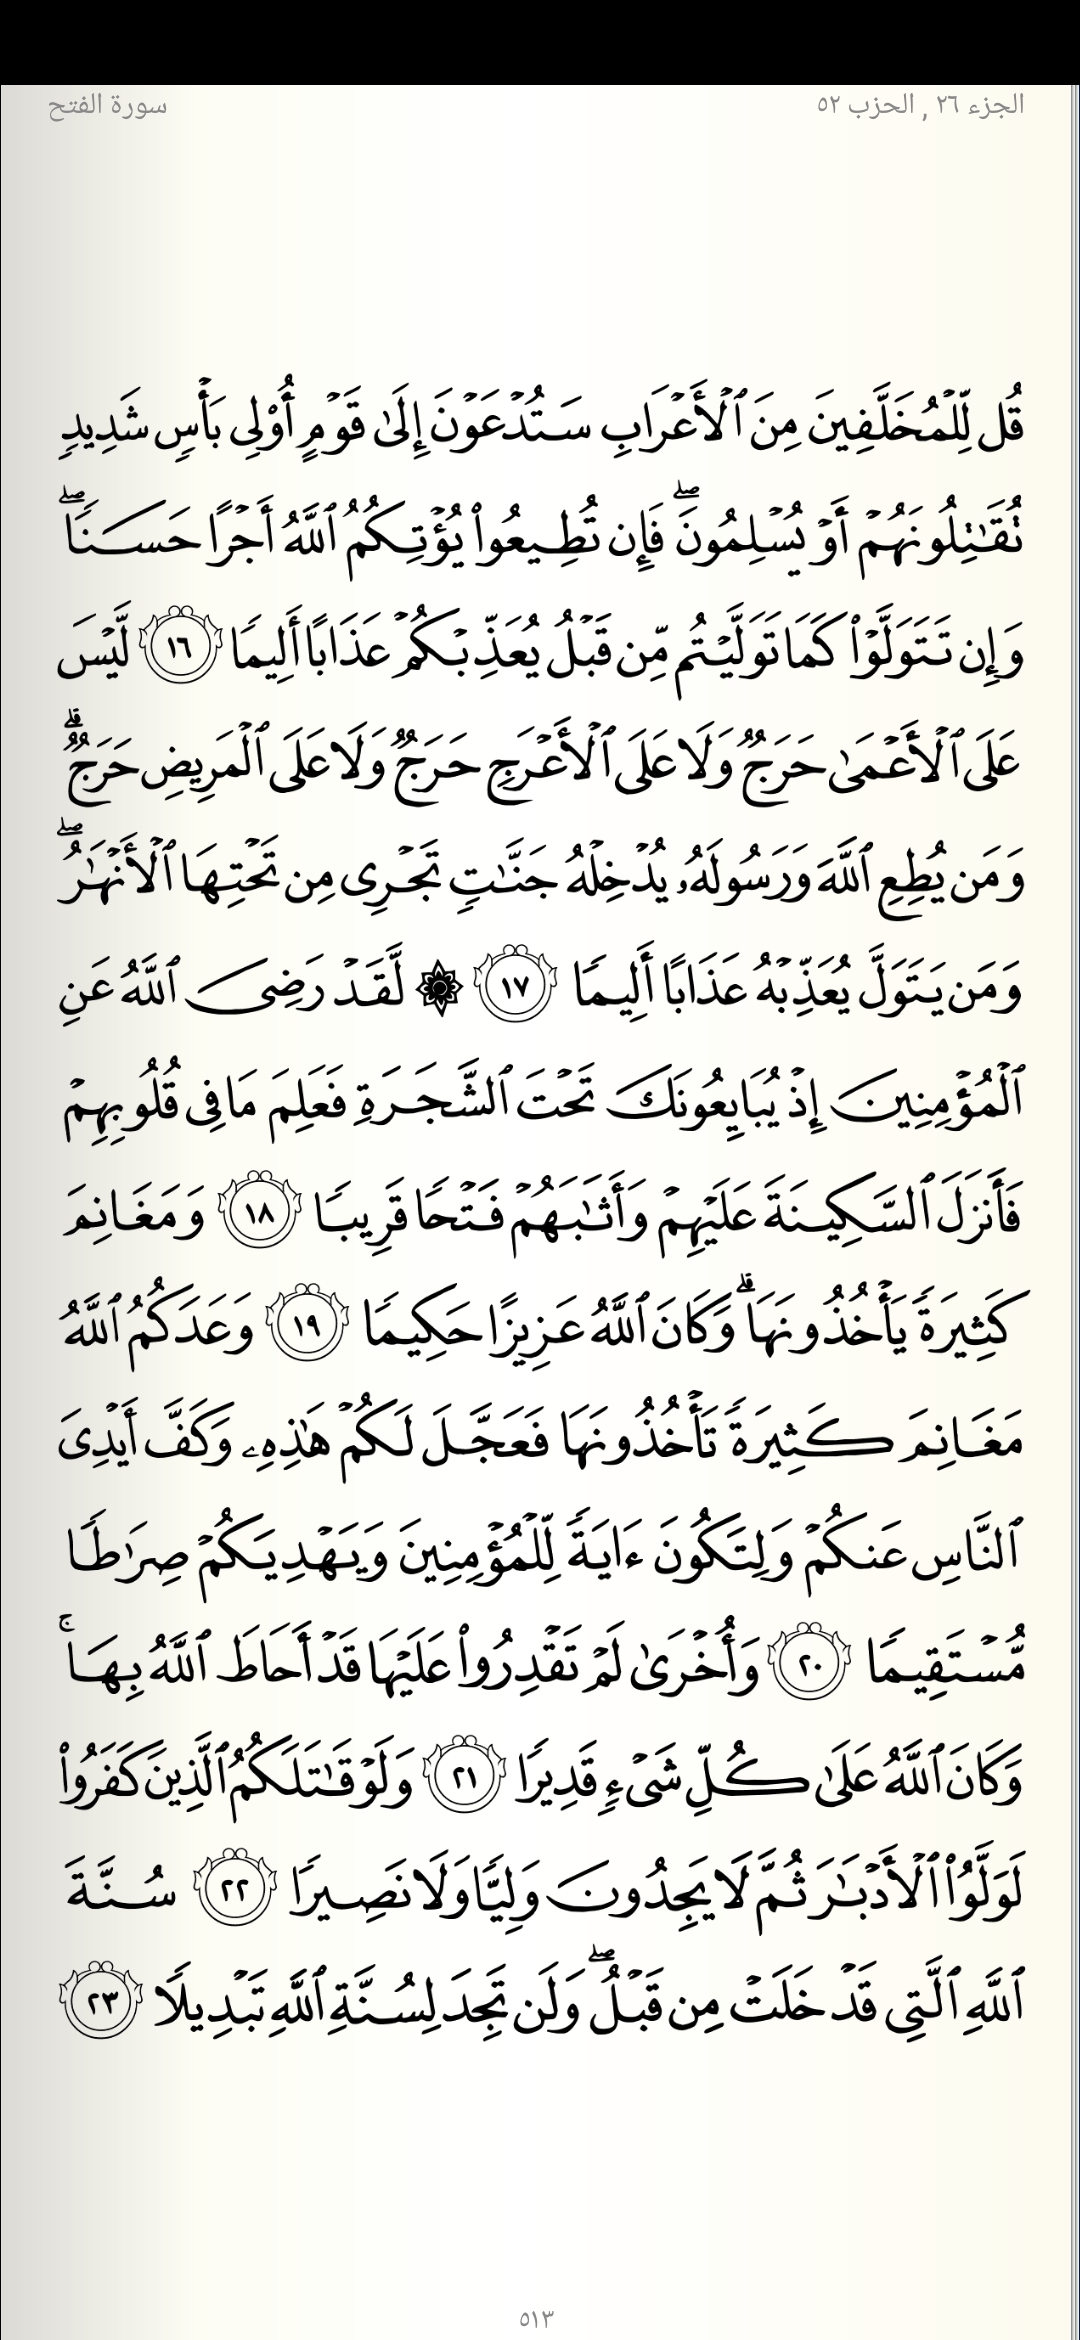 الجزء ٢٦ , الحزب ٥٢
سورة الفتح
قُل لِّلۡمُخَلَّفِينَ مِنَ ٱلۡأَعۡرَابِ سَتُدۡعَوۡنَ إِلَىٰ قَوۡمٍ أُوْلِي بَأۡسٖ شَدِيدٖ
تُقَٰتِلُونَهُمۡ أَوۡ يُسۡلِمُونَۖ فَإِن تُطِيعُواْ يُؤۡتِكُمُ ٱللَّهُ أَجۡرًا حَسَنٗاۖ
وَإِن تَتَوَلَّوۡاْ كَمَا تَوَلَّيۡتُم مِّن قَبۡلُ يُعَذِّبۡكُمۡ عَذَابًا أَلِيمٗا ١٦ لَّيۡسَ
عَلَى ٱلۡأَعۡمَىٰ حَرَجٞ وَلَا عَلَى ٱلۡأَعۡرَجِ حَرَجٞ وَلَا عَلَى ٱلۡمَرِيضِ حَرَجٞۗ
وَمَن يُطِعِ ٱللَّهَ وَرَسُولَهُۥ يُدۡخِلۡهُ جَنَّٰتٖ تَجۡرِي مِن تَحۡتِهَا ٱلۡأَنۡهَٰرُۖ
وَمَن يَتَوَلَّ يُعَذِّبۡهُ عَذَابًا أَلِيمٗا ١٧ ۞ لَّقَدۡ رَضِيَ ٱللَّهُ عَنِ
ٱلۡمُؤۡمِنِينَ إِذۡ يُبَايِعُونَكَ تَحۡتَ ٱلشَّجَرَةِ فَعَلِمَ مَا فِي قُلُوبِهِمۡ
فَأَنزَلَ ٱلسَّكِينَةَ عَلَيۡهِمۡ وَأَثَٰبَهُمۡ فَتۡحٗا قَرِيبٗا ١٨ وَمَغَانِمَ
كَثِيرَةٗ يَأۡخُذُونَهَاۗ وَكَانَ ٱللَّهُ عَزِيزًا حَكِيمٗا ١٩ وَعَدَكُمُ ٱللَّهُ
مَغَانِمَ كَثِيرَةٗ تَأۡخُذُونَهَا فَعَجَّلَ لَكُمۡ هَٰذِهِۦ وَكَفَّ أَيۡدِيَ
ٱلنَّاسِ عَنكُمۡ وَلِتَكُونَ ءَايَةٗ لِّلۡمُؤۡمِنِينَ وَيَهۡدِيَكُمۡ صِرَٰطٗا
مُّسۡتَقِيمٗا ٢٠ وَأُخۡرَىٰ لَمۡ تَقۡدِرُواْ عَلَيۡهَا قَدۡ أَحَاطَ ٱللَّهُ بِهَاۚ
وَكَانَ ٱللَّهُ عَلَىٰ كُلِّ شَيۡءٖ قَدِيرٗا ٢١ وَلَوۡ قَٰتَلَكُمُ ٱلَّذِينَ كَفَرُواْ
لَوَلَّوُاْ ٱلۡأَدۡبَٰرَ ثُمَّ لَا يَجِدُونَ وَلِيّٗا وَلَا نَصِيرٗا ٢٢ سُنَّةَ
ٱللَّهِ ٱلَّتِي قَدۡ خَلَتۡ مِن قَبۡلُۖ وَلَن تَجِدَ لِسُنَّةِ ٱللَّهِ تَبۡدِيلٗا ٢٣
٥١٣